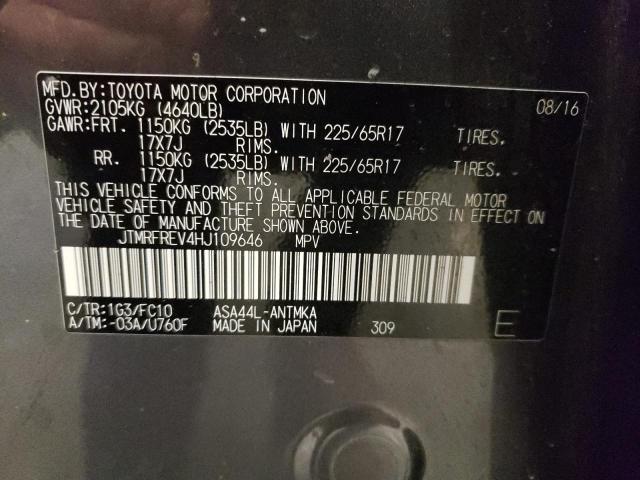 MFD.BY:TOYOTA MOTOR CORPORATION 08/16
GVWR:2105KG (4640LB)
GAWR:FRT. 1150KG (2535LB) WITH 225/65R17 TIRES.
17X7J RIMS.
RR. 1150KG (2535LB) WITH 225/65R17 TIRES.
17X7J RIMS.
THIS VEHICLE CONFORMS TO ALL APPLICABLE FEDERAL MOTOR
VEHICLE SAFETY AND THEFT PREVENTION STANDARDS IN EFFECT ON
THE DATE OF MANUFACTURE SHOWN ABOVE.
JTMRFREV4HJ109646 MPV
C/TR:1G3/FC10 ASA44L-ANTMKA
A/TM:-03A/U760F MADE IN JAPAN 309 E